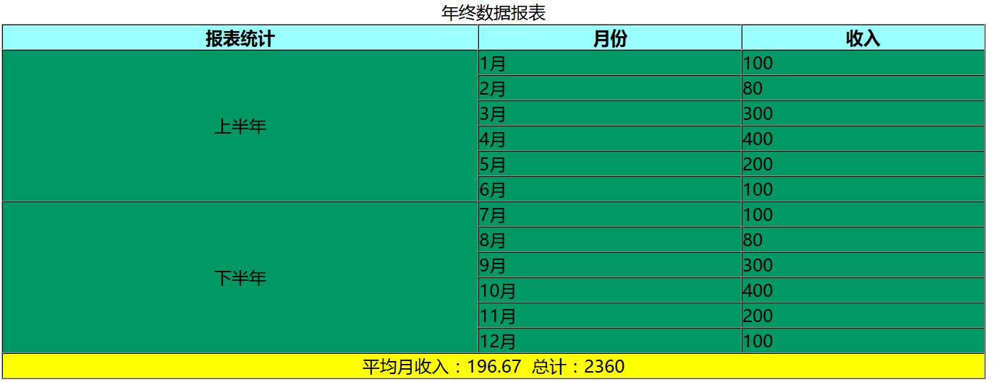 年终数据报表
报表统计 月份 收入
上半年
1月 100
2月 80
3月 300
4月 400
5月 200
6月 100
下半年
7月 100
8月 80
9月 300
10月 400
11月 200
12月 100
平均月收入：196.67 总计：2360